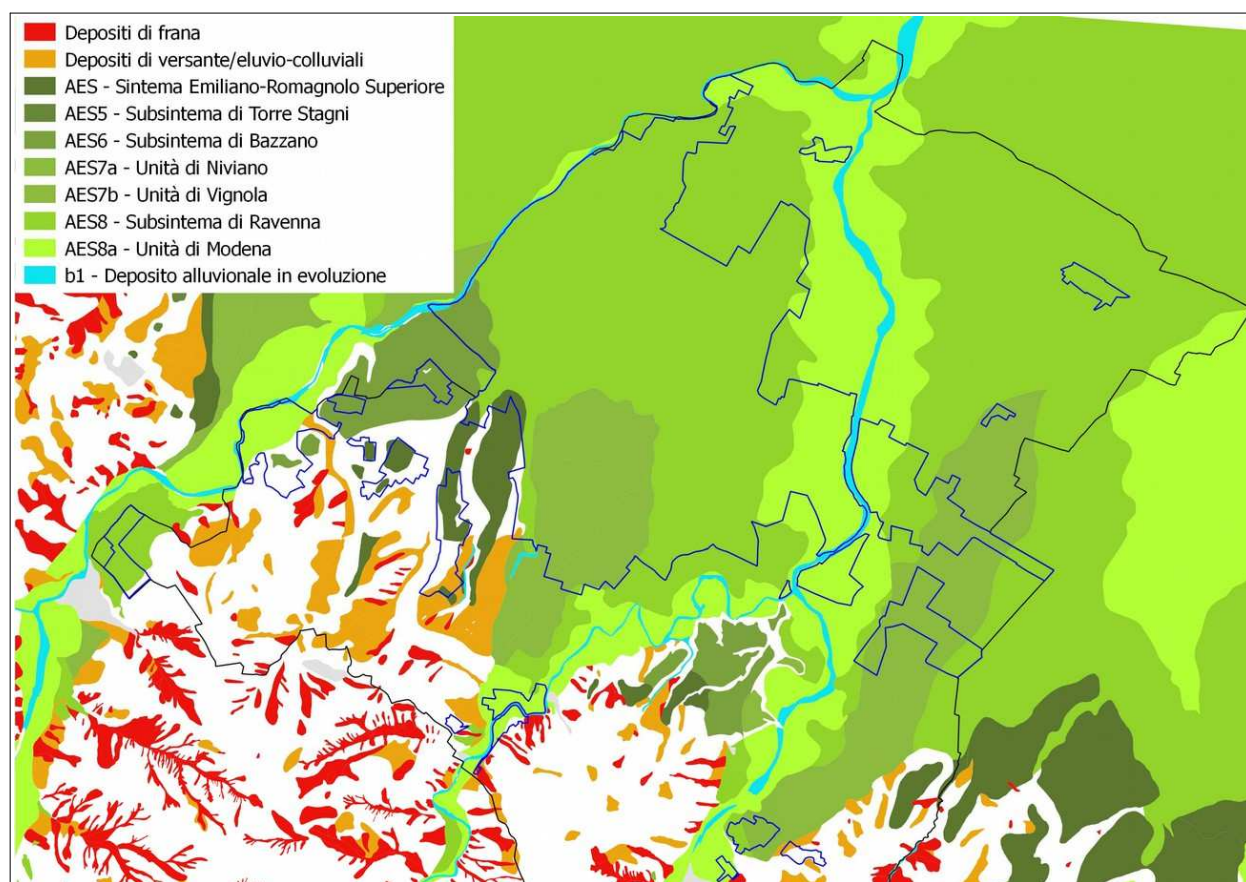 Depositi di frana
Depositi di versante/eluvio-colluviali
AES - Sintema Emiliano-Romagnolo Superiore
AES5 - Subsintema di Torre Stagni
AES6 - Subsintema di Bazzano
AES7a - Unità di Niviano
AES7b - Unità di Vignola
AES8 - Subsintema di Ravenna
AES8a - Unità di Modena
b1 - Deposito alluvionale in evoluzione